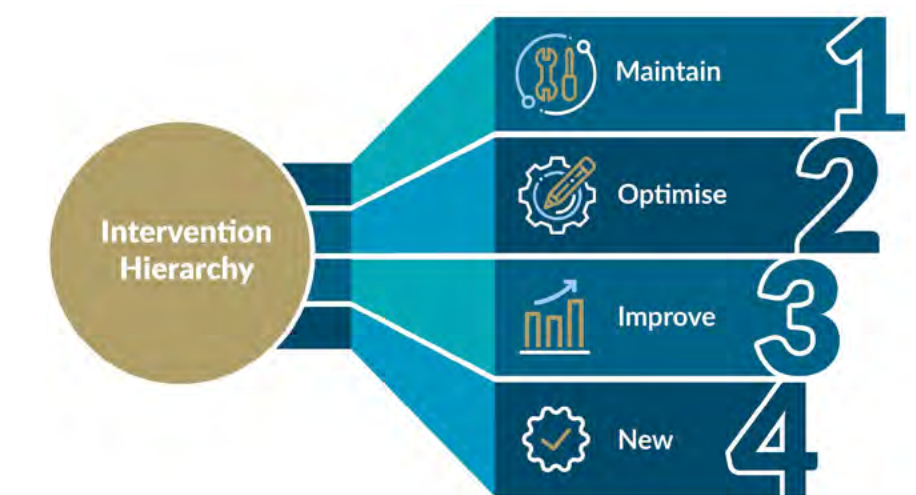 Intervention
Hierarchy
Maintain
1
Optimise
2
Improve
3
New
4